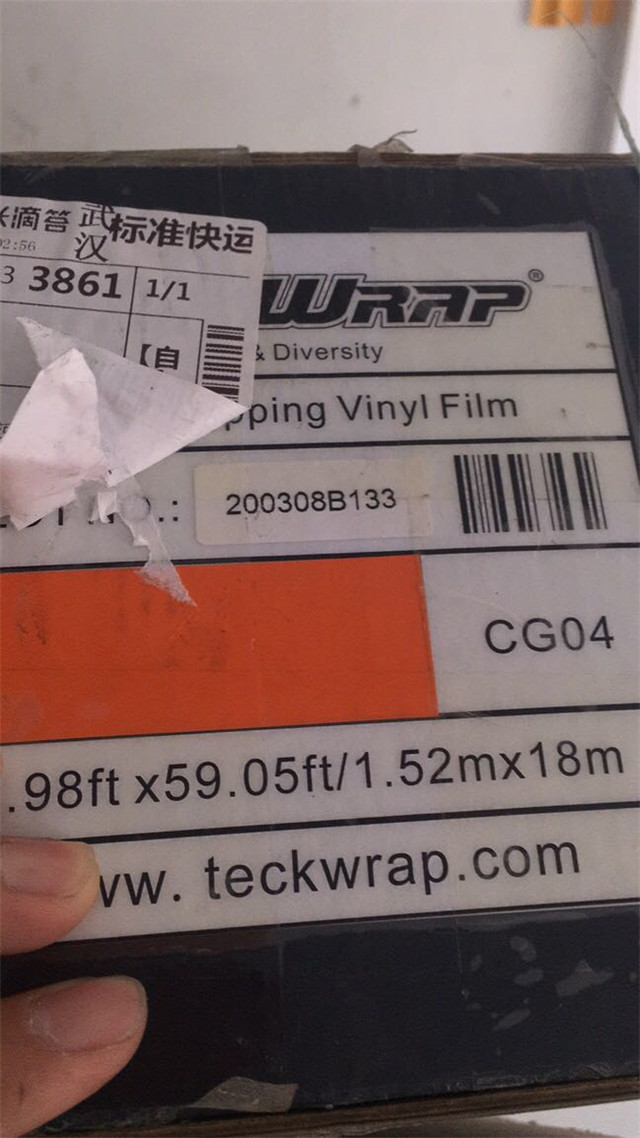 滴答 武汉 标准快运
02:56
3 3861 1/1
【自
WRAP®
& Diversity
pping Vinyl Film
NO.: 200308B133
CG04
.98ft x59.05ft/1.52mx18m
ww. teckwrap.com